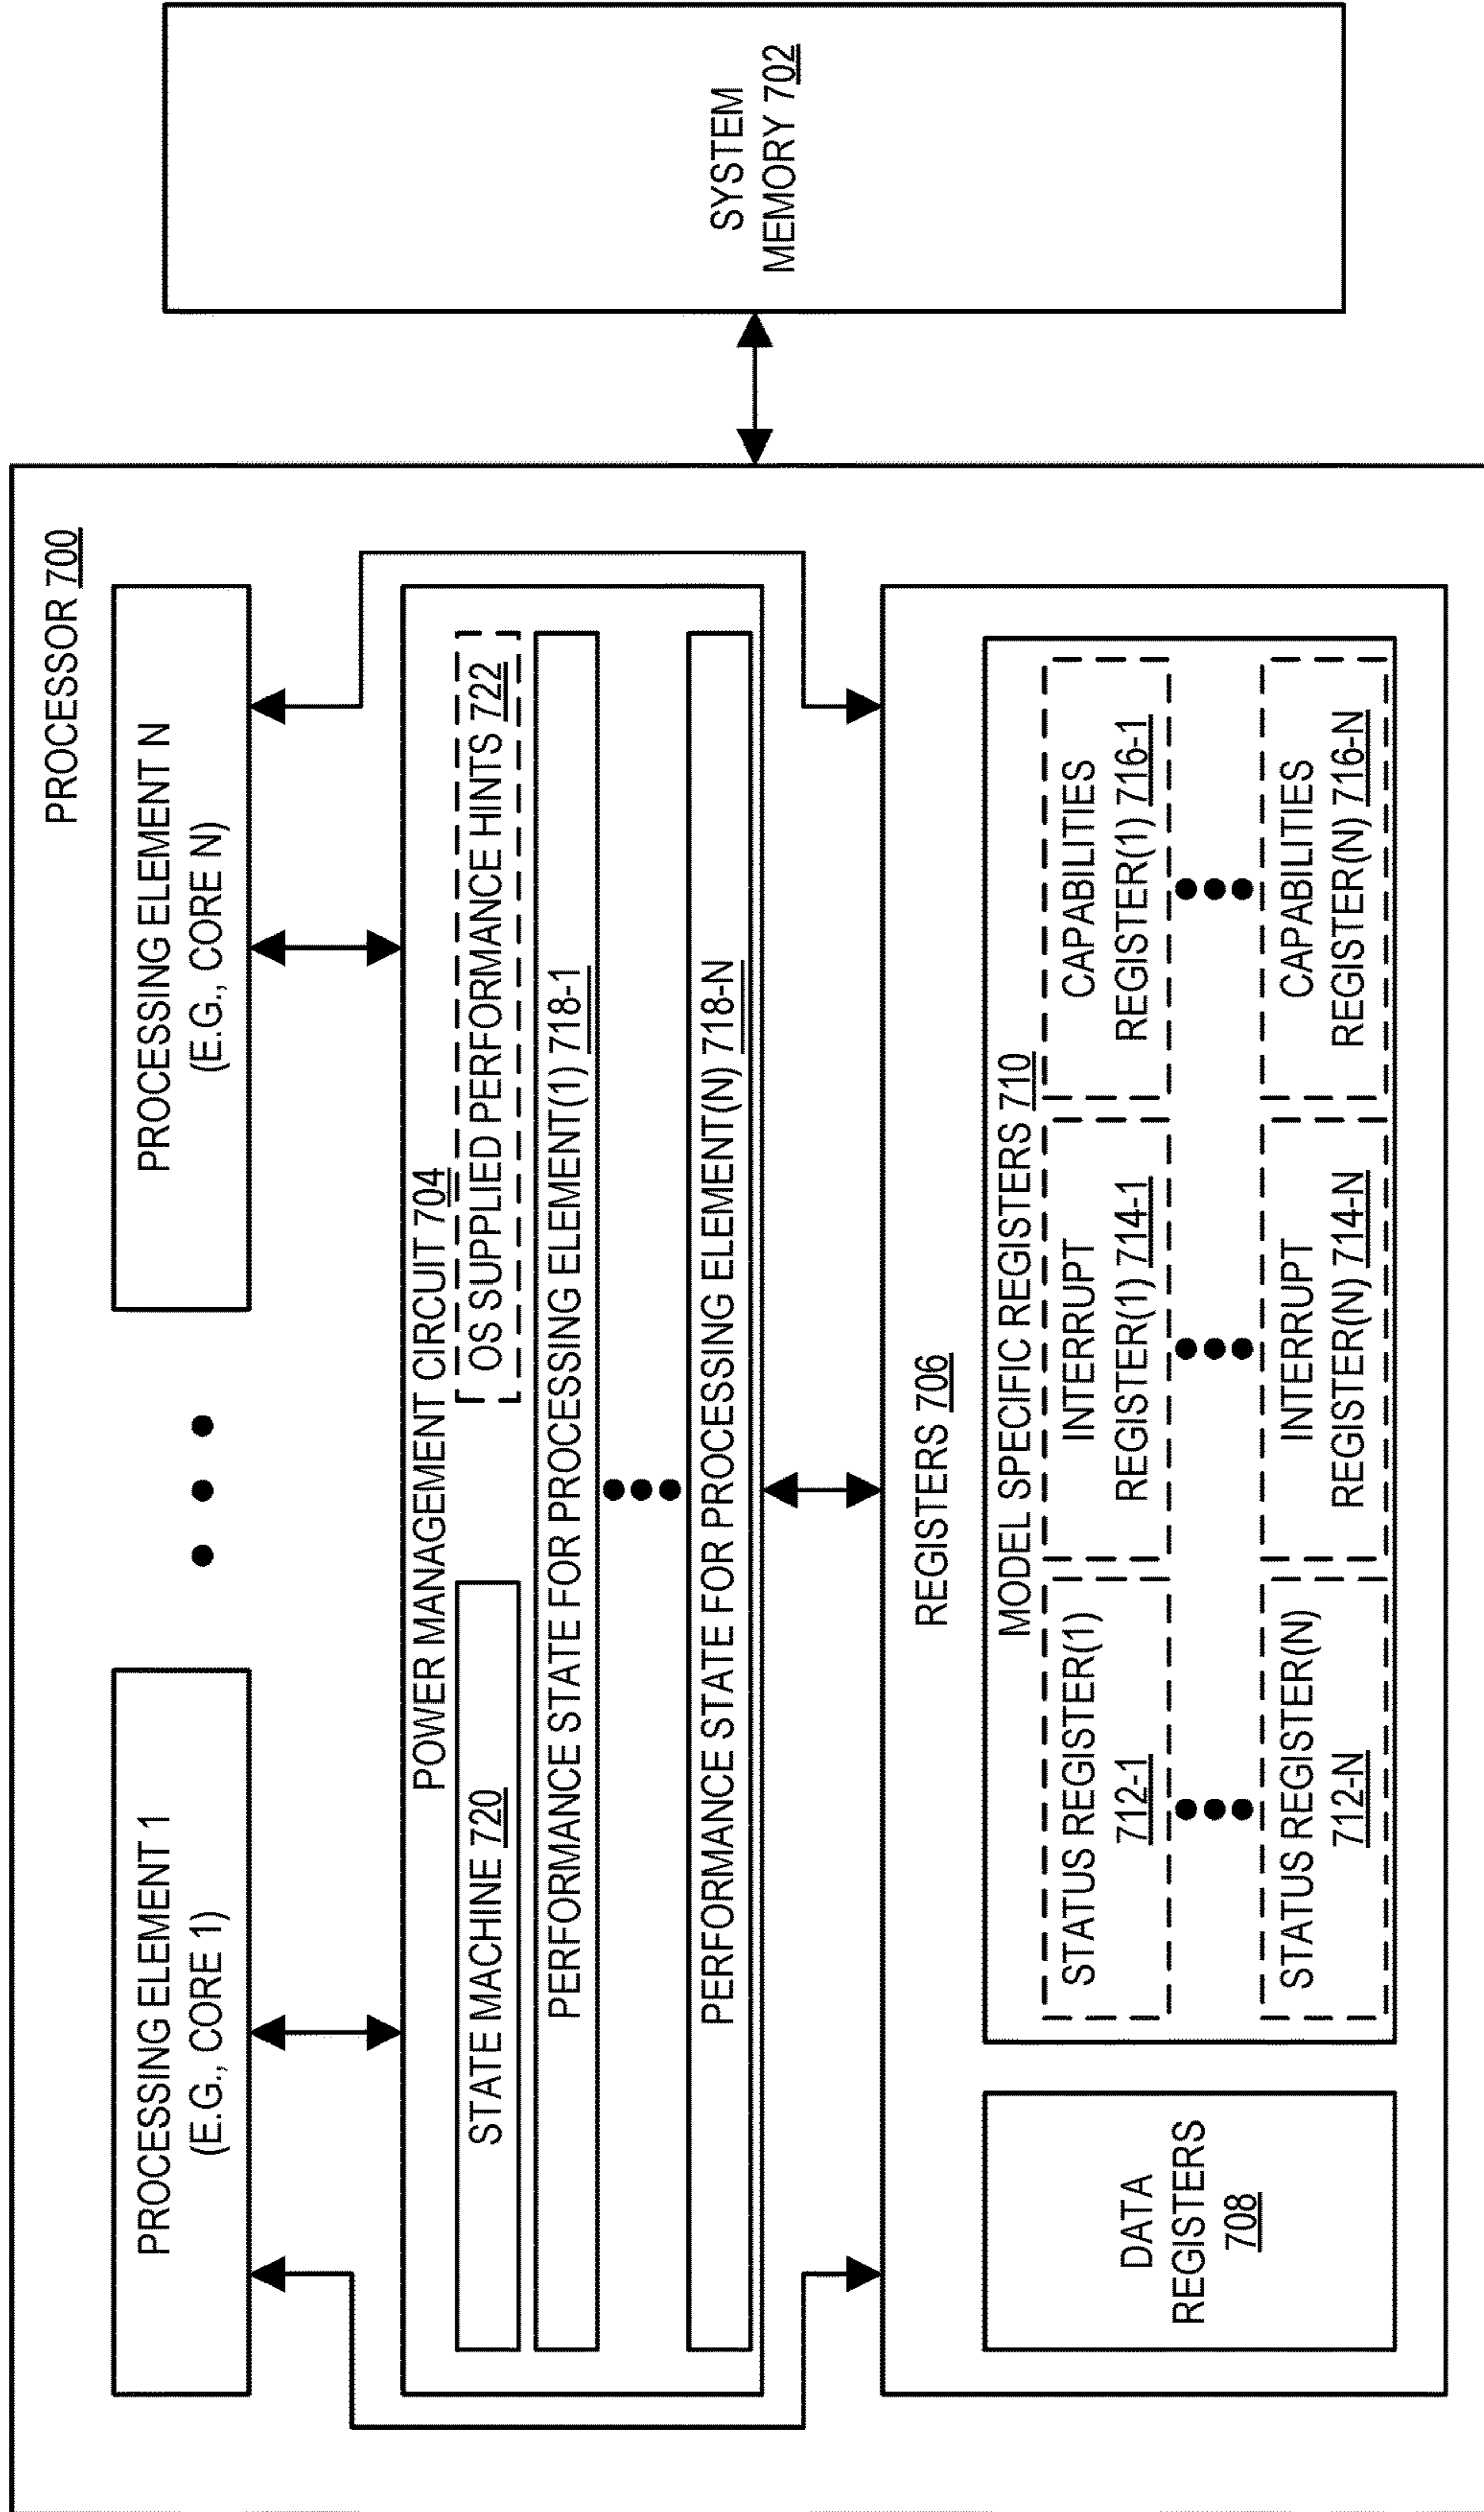 PROCESSOR 700
PROCESSING ELEMENT 1
(E.G., CORE 1)
PROCESSING ELEMENT N
(E.G., CORE N)
POWER MANAGEMENT CIRCUIT 704
STATE MACHINE 720
OS SUPPLIED PERFORMANCE HINTS 722
PERFORMANCE STATE FOR PROCESSING ELEMENT(1) 718-1
PERFORMANCE STATE FOR PROCESSING ELEMENT(N) 718-N
REGISTERS 706
DATA
REGISTERS
708
MODEL SPECIFIC REGISTERS 710
STATUS REGISTER(1)
712-1
INTERRUPT
REGISTER(1) 714-1
CAPABILITIES
REGISTER(1) 716-1
STATUS REGISTER(N)
712-N
INTERRUPT
REGISTER(N) 714-N
CAPABILITIES
REGISTER(N) 716-N
SYSTEM
MEMORY 702